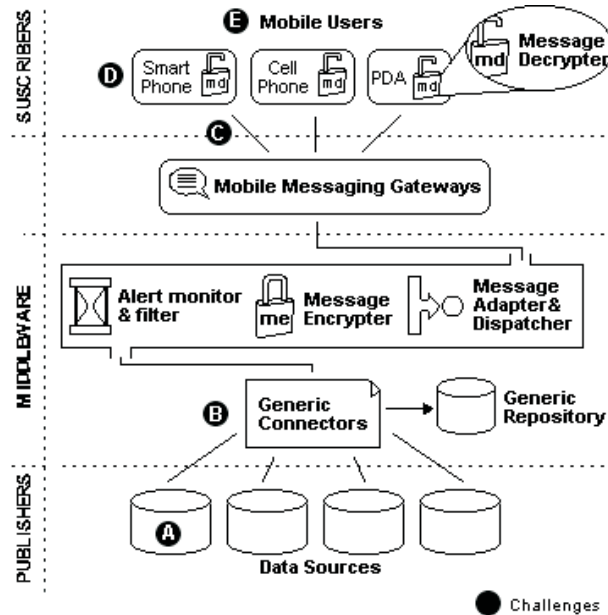 SUSCRIBERS
E Mobile Users
D
Smart
Phone
md
Cell
Phone
md
PDA
md
md
Message
Decrypter
C
Mobile Messaging Gateways
MIDDLEWARE
Alert monitor
& filter
me
Message
Encrypter
Message
Adapter&
Dispatcher
B
Generic
Connectors
Generic
Repository
PUBLISHERS
A
Data Sources
Challenges